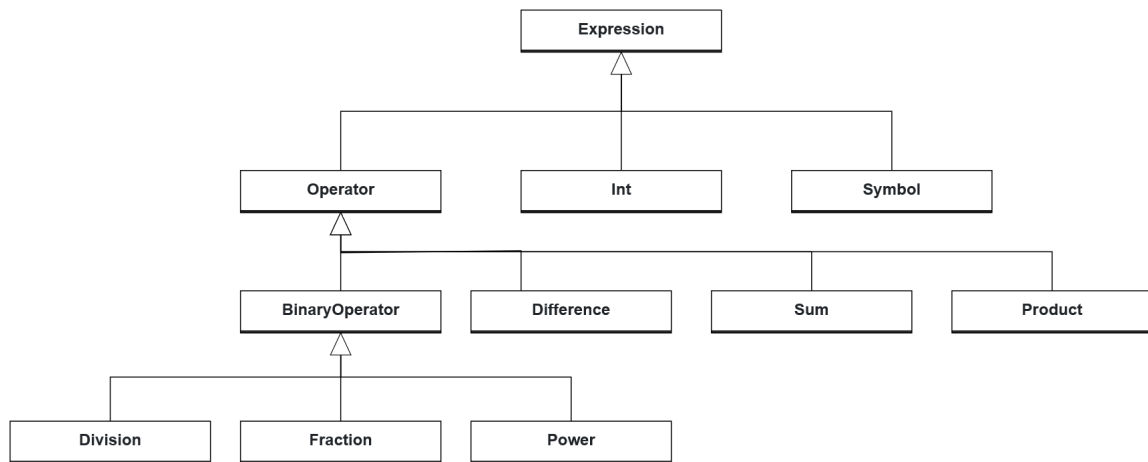 Expression
Operator
Int
Symbol
BinaryOperator
Difference
Sum
Product
Division
Fraction
Power